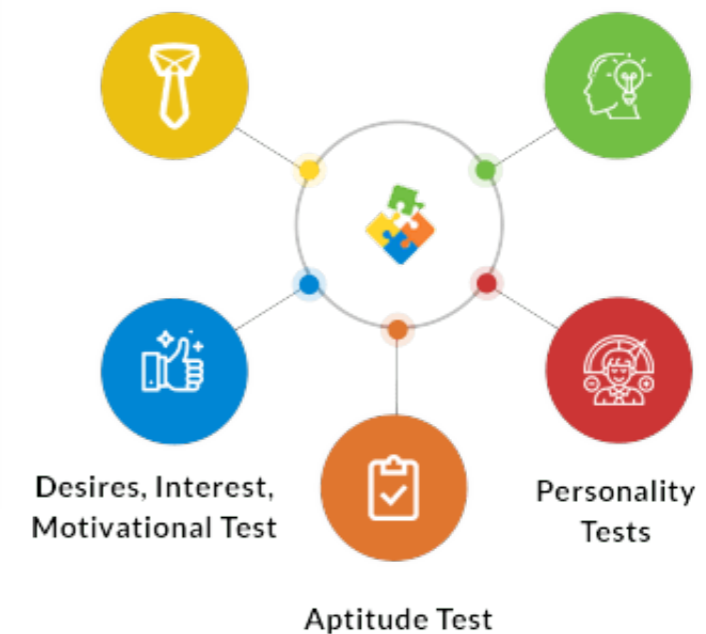 Desires, Interest,
Motivational Test
Personality
Tests
Aptitude Test